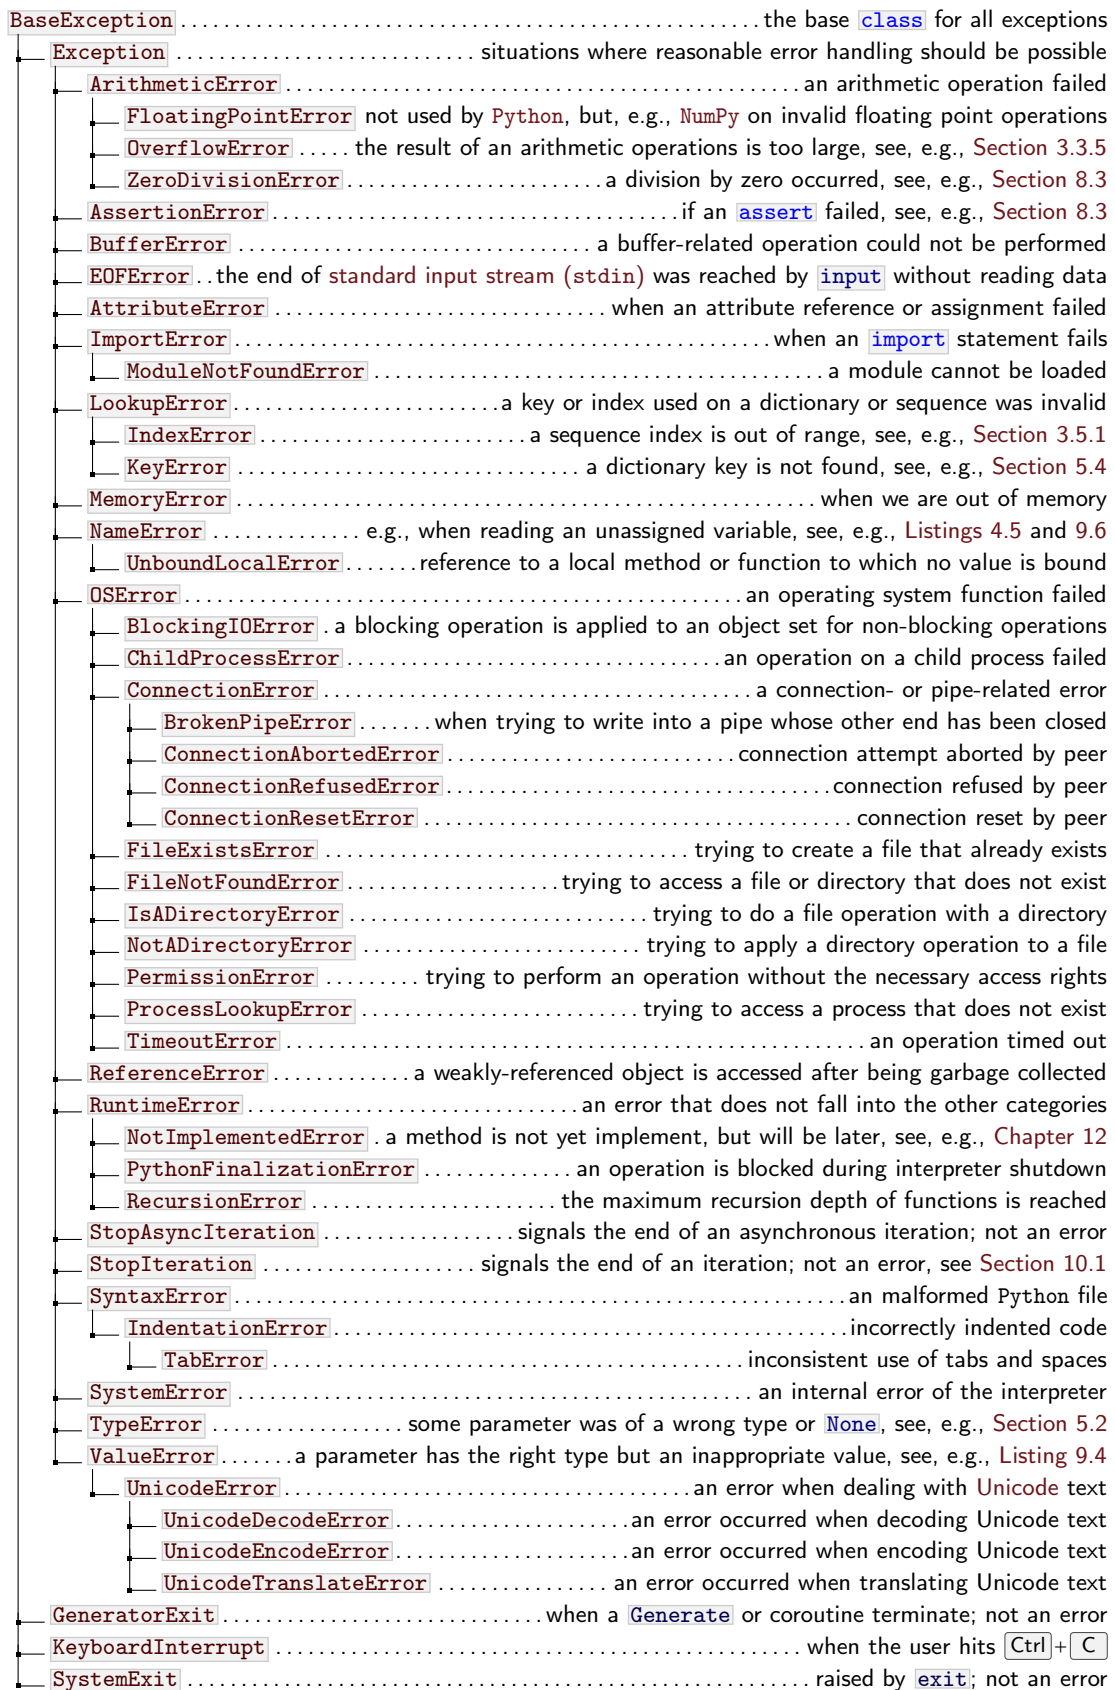 BaseException the base class for all exceptions
Exception situations where reasonable error handling should be possible
ArithmeticError an arithmetic operation failed
FloatingPointError not used by Python, but, e.g., NumPy on invalid floating point operations
OverflowError the result of an arithmetic operations is too large, see, e.g., Section 3.3.5
ZeroDivisionError a division by zero occurred, see, e.g., Section 8.3
AssertionError if an assert failed, see, e.g., Section 8.3
BufferError a buffer-related operation could not be performed
EOFError the end of standard input stream (stdin) was reached by input without reading data
AttributeError when an attribute reference or assignment failed
ImportError when an import statement fails
ModuleNotFoundError a module cannot be loaded
LookupError a key or index used on a dictionary or sequence was invalid
IndexError a sequence index is out of range, see, e.g., Section 3.5.1
KeyError a dictionary key is not found, see, e.g., Section 5.4
MemoryError when we are out of memory
NameError e.g., when reading an unassigned variable, see, e.g., Listings 4.5 and 9.6
UnboundLocalError reference to a local method or function to which no value is bound
OSError an operating system function failed
BlockingIOError a blocking operation is applied to an object set for non-blocking operations
ChildProcessError an operation on a child process failed
ConnectionError a connection- or pipe-related error
BrokenPipeError when trying to write into a pipe whose other end has been closed
ConnectionAbortedError connection attempt aborted by peer
ConnectionRefusedError connection refused by peer
ConnectionResetError connection reset by peer
FileExistsError trying to create a file that already exists
FileNotFoundError trying to access a file or directory that does not exist
IsADirectoryError trying to do a file operation with a directory
NotADirectoryError trying to apply a directory operation to a file
PermissionError trying to perform an operation without the necessary access rights
ProcessLookupError trying to access a process that does not exist
TimeoutError an operation timed out
ReferenceError a weakly-referenced object is accessed after being garbage collected
RuntimeError an error that does not fall into the other categories
NotImplementedError a method is not yet implement, but will be later, see, e.g., Chapter 12
PythonFinalizationError an operation is blocked during interpreter shutdown
RecursionError the maximum recursion depth of functions is reached
StopAsyncIteration signals the end of an asynchronous iteration; not an error
StopIteration signals the end of an iteration; not an error, see Section 10.1
SyntaxError an malformed Python file
IndentationError incorrectly indented code
TabError inconsistent use of tabs and spaces
SystemError an internal error of the interpreter
TypeError some parameter was of a wrong type or None, see, e.g., Section 5.2
ValueError a parameter has the right type but an inappropriate value, see, e.g., Listing 9.4
UnicodeError an error when dealing with Unicode text
UnicodeDecodeError an error occurred when decoding Unicode text
UnicodeEncodeError an error occurred when encoding Unicode text
UnicodeTranslateError an error occurred when translating Unicode text
GeneratorExit when a Generate or coroutine terminate; not an error
KeyboardInterrupt when the user hits Ctrl + C
SystemExit raised by exit; not an error